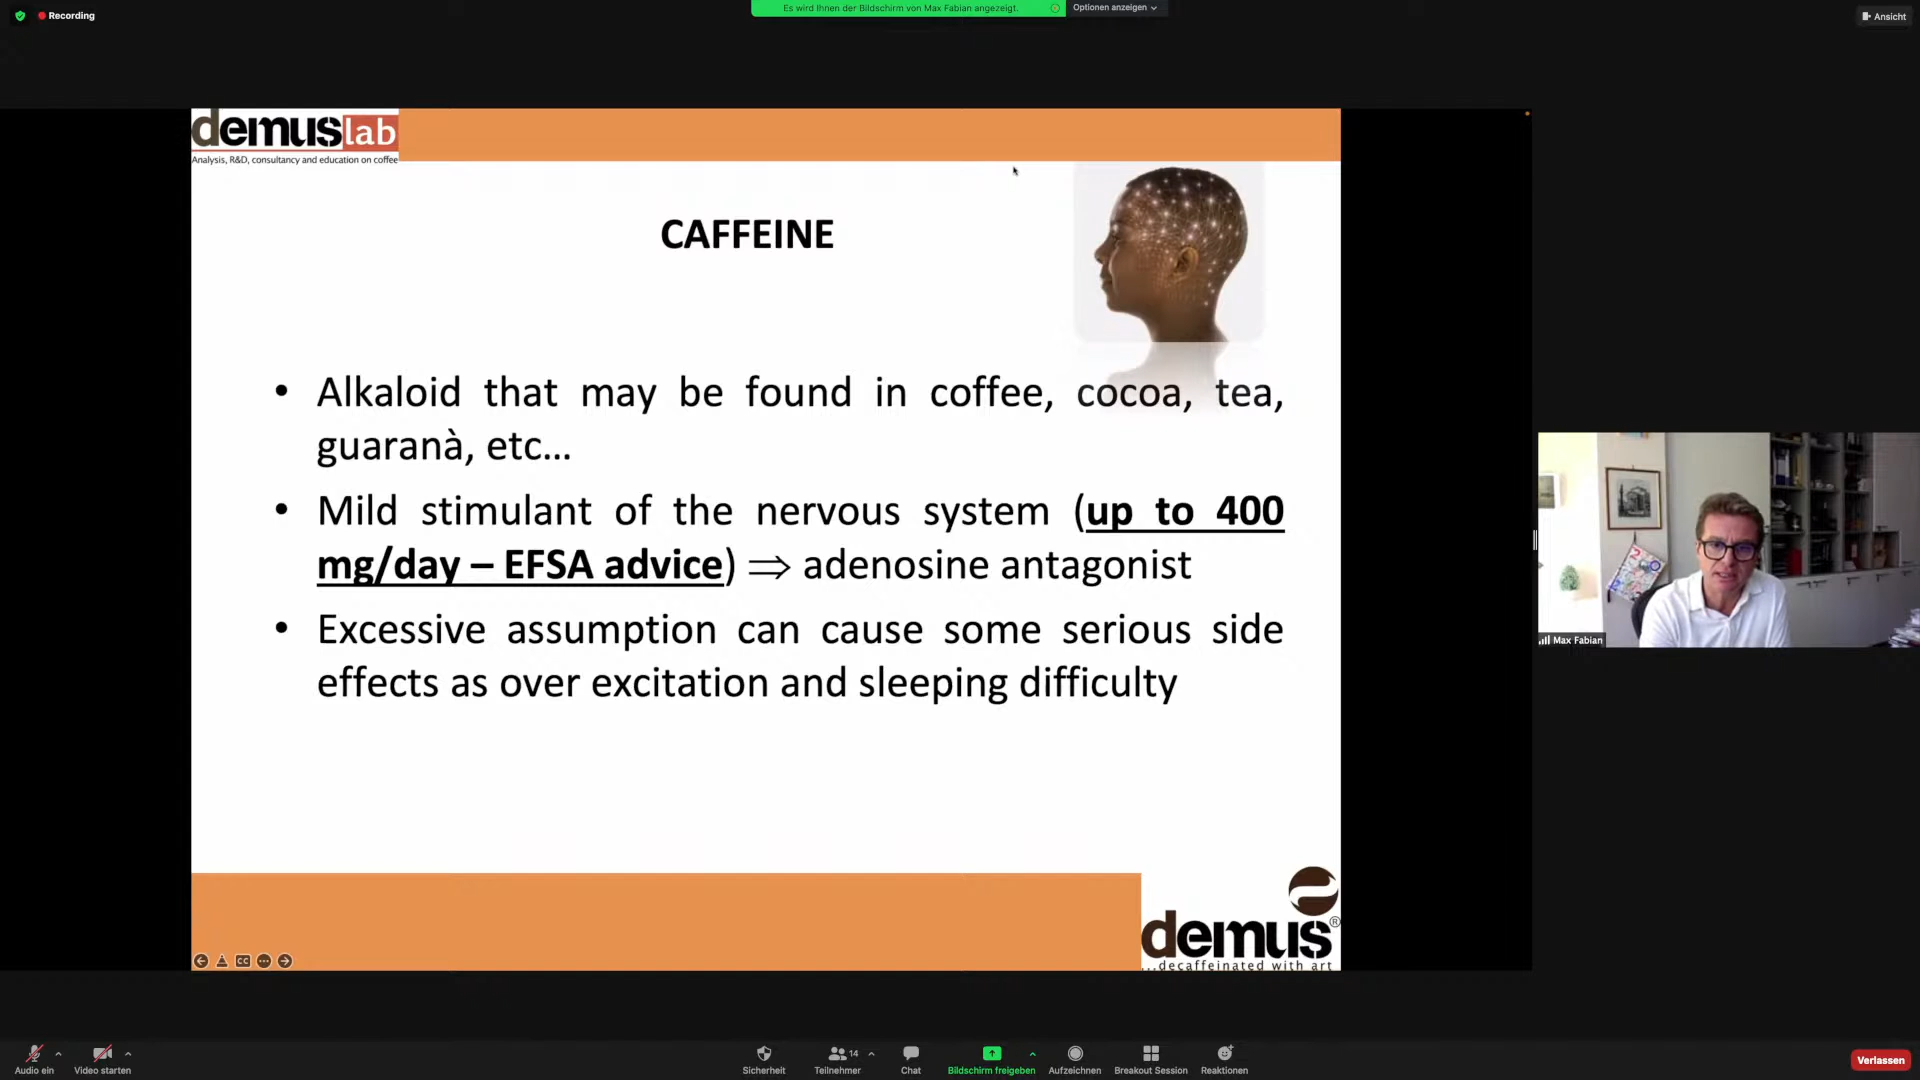 Recording
Es wird Ihnen der Bildschirm von Max Fabian angezeigt.
Optionen anzeigen
Ansicht
demuslab
Analysis, R&D, consultancy and education on coffee
CAFFEINE
• Alkaloid that may be found in coffee, cocoa, tea,
guaranà, etc...
• Mild stimulant of the nervous system (up to 400
mg/day – EFSA advice) ⇒ adenosine antagonist
• Excessive assumption can cause some serious side
effects as over excitation and sleeping difficulty
Max Fabian
demus®
...decaffeinated with art
CC
Audio ein
Video starten
Sicherheit
14
Teilnehmer
Chat
Bildschirm freigeben
Aufzeichnen
Breakout Session
Reaktionen
Verlassen